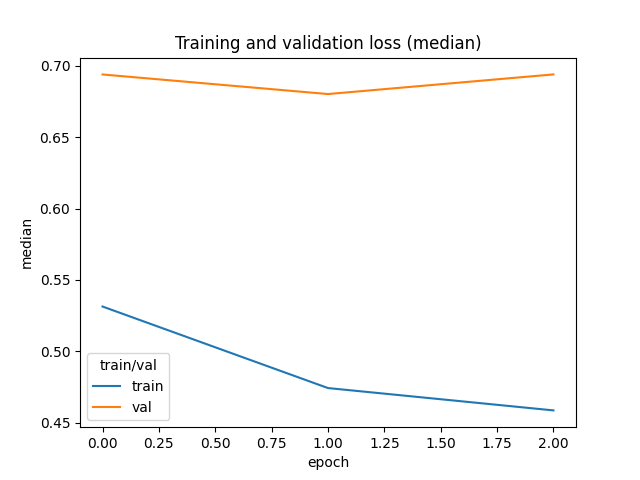 Training and validation loss (median)
0.70
0.65
0.60
0.55
0.50
0.45
median
train/val
train
val
0.00 0.25 0.50 0.75 1.00 1.25 1.50 1.75 2.00
epoch